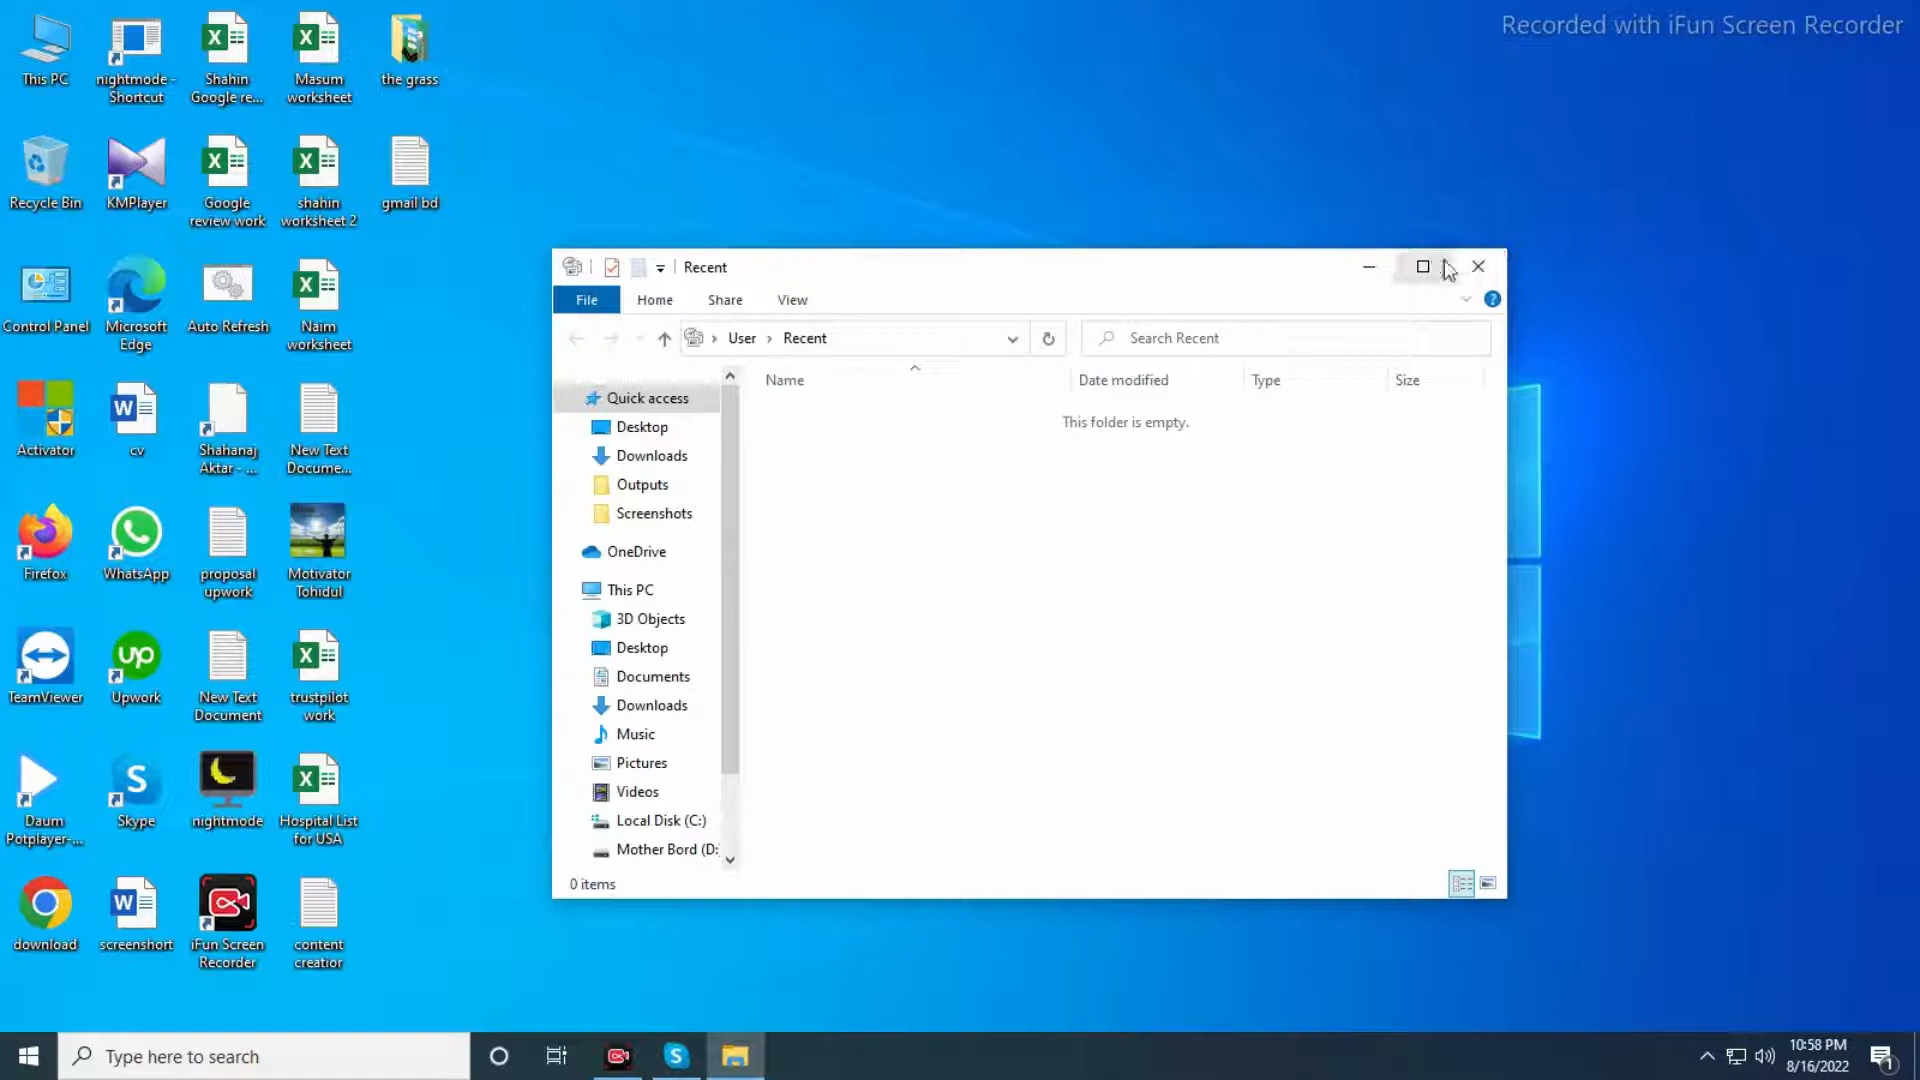 Recorded with iFun Screen Recorder
This PC
nightmode -
Shortcut
Shahin
Google re...
Masum
worksheet
the grass
Recycle Bin
KMPlayer
Google
review work
shahin
worksheet 2
gmail bd
Control Panel
Microsoft
Edge
Auto Refresh
Naim
worksheet
Activator
cv
Shahanaj
Aktar - ...
New Text
Docume...
Firefox
WhatsApp
proposal
upwork
Motivator
Tohidul
TeamViewer
Upwork
New Text
Document
trustpilot
work
Daum
Potplayer-...
Skype
nightmode
Hospital List
for USA
download
screenshort
iFun Screen
Recorder
content
creatior
Recent
File Home Share View
User Recent
Search Recent
Name Date modified Type Size
This folder is empty.
Quick access
Desktop
Downloads
Outputs
Screenshots
OneDrive
This PC
3D Objects
Desktop
Documents
Downloads
Music
Pictures
Videos
Local Disk (C:)
Mother Bord (D:
0 items
Type here to search
10:58 PM
8/16/2022
1